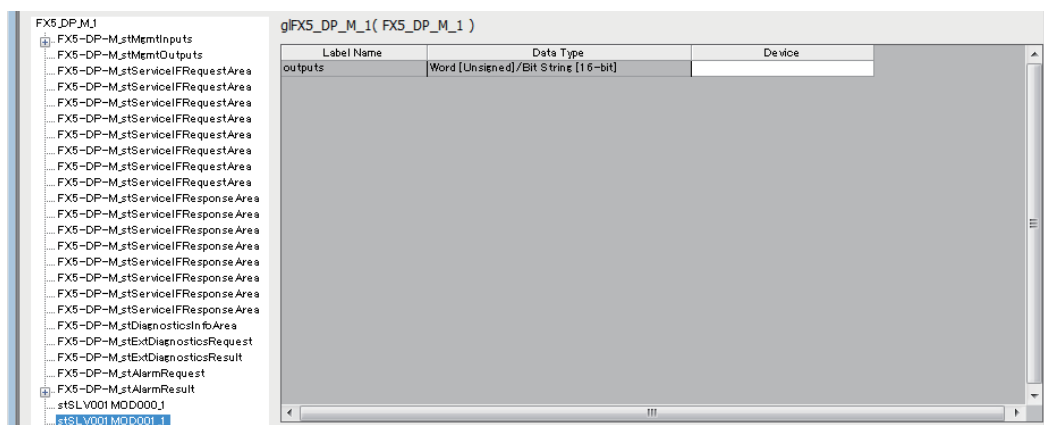 FX5_DP_M_1
FX5-DP-M_stMgmtInputs
FX5-DP-M_stMgmtOutputs
FX5-DP-M_stServiceIFRequestArea
FX5-DP-M_stServiceIFRequestArea
FX5-DP-M_stServiceIFRequestArea
FX5-DP-M_stServiceIFRequestArea
FX5-DP-M_stServiceIFRequestArea
FX5-DP-M_stServiceIFRequestArea
FX5-DP-M_stServiceIFRequestArea
FX5-DP-M_stServiceIFRequestArea
FX5-DP-M_stServiceIFResponseArea
FX5-DP-M_stServiceIFResponseArea
FX5-DP-M_stServiceIFResponseArea
FX5-DP-M_stServiceIFResponseArea
FX5-DP-M_stServiceIFResponseArea
FX5-DP-M_stServiceIFResponseArea
FX5-DP-M_stServiceIFResponseArea
FX5-DP-M_stServiceIFResponseArea
FX5-DP-M_stDiagnosticsInfoArea
FX5-DP-M_stExtDiagnosticsRequest
FX5-DP-M_stExtDiagnosticsResult
FX5-DP-M_stAlarmRequest
FX5-DP-M_stAlarmResult
stSLV001MOD000_1
stSLV001MOD001_1
glFX5_DP_M_1( FX5_DP_M_1 )
Label Name Data Type Device
outputs Word [Unsigned]/Bit String [16-bit]